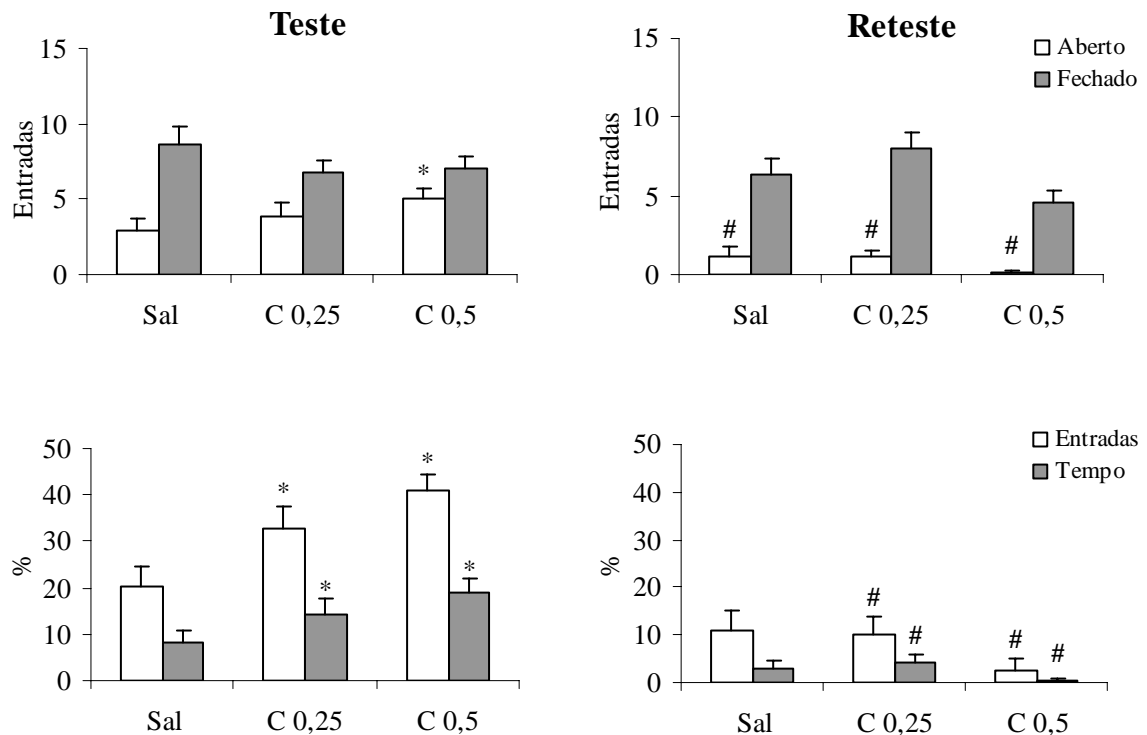 Teste
15
10
5
0
Entradas
*
Sal
C 0,25
C 0,5
Reteste
Aberto
Fechado
15
10
5
0
Entradas
#
#
#
Sal
C 0,25
C 0,5
50
40
30
20
10
0
%
*
*
*
*
Sal
C 0,25
C 0,5
Entradas
Tempo
50
40
30
20
10
0
%
#
#
#
#
Sal
C 0,25
C 0,5